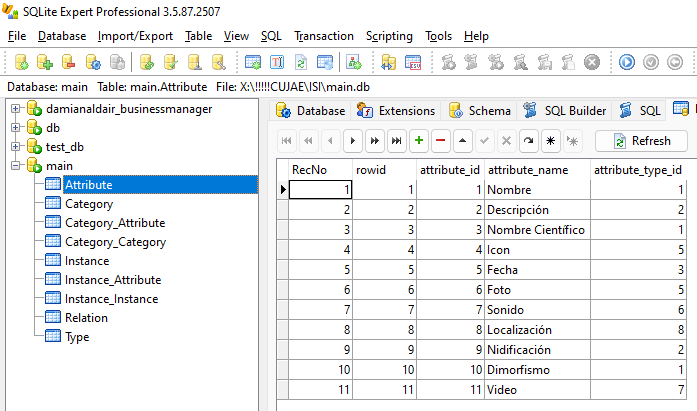 SQLite Expert Professional 3.5.87.2507
File Database Import/Export Table View SQL Transaction Scripting Tools Help
Database: main Table: main.Attribute File: X:\!!!!!CUJAE\ISI\main.db
damianaldair_businessmanager
db
test_db
main
Attribute
Category
Category_Attribute
Category_Category
Instance
Instance_Attribute
Instance_Instance
Relation
Type
Database Extensions Schema SQL Builder SQL
Refresh
RecNo rowid attribute_id attribute_name attribute_type_id
1 1 1 Nombre 1
2 2 2 Descripción 2
3 3 3 Nombre Científico 1
4 4 4 Icon 5
5 5 5 Fecha 3
6 6 6 Foto 5
7 7 7 Sonido 6
8 8 8 Localización 8
9 9 9 Nidificación 2
10 10 10 Dimorfismo 1
11 11 11 Video 7